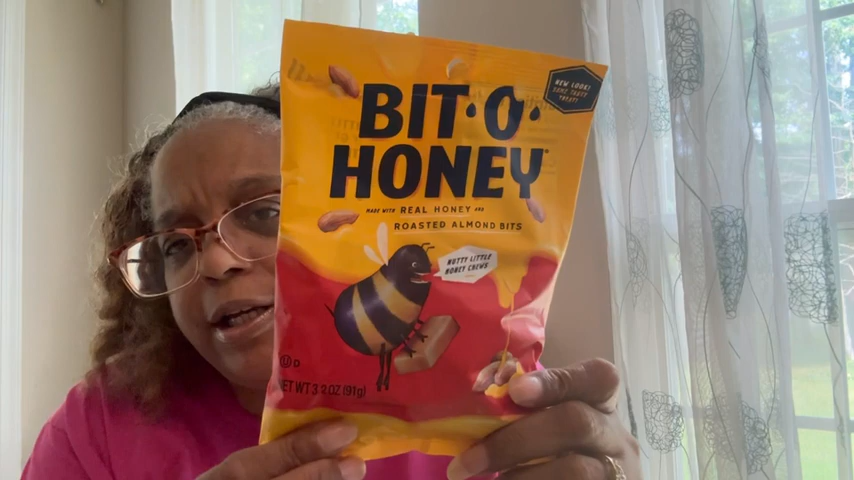 NEW LOOK!
SAME TASTY
TREAT!
BIT·O·
HONEY®
MADE WITH REAL HONEY AND
ROASTED ALMOND BITS
NUTTY LITTLE
HONEY CHEWS
U D
NET WT 3.2 OZ (91g)